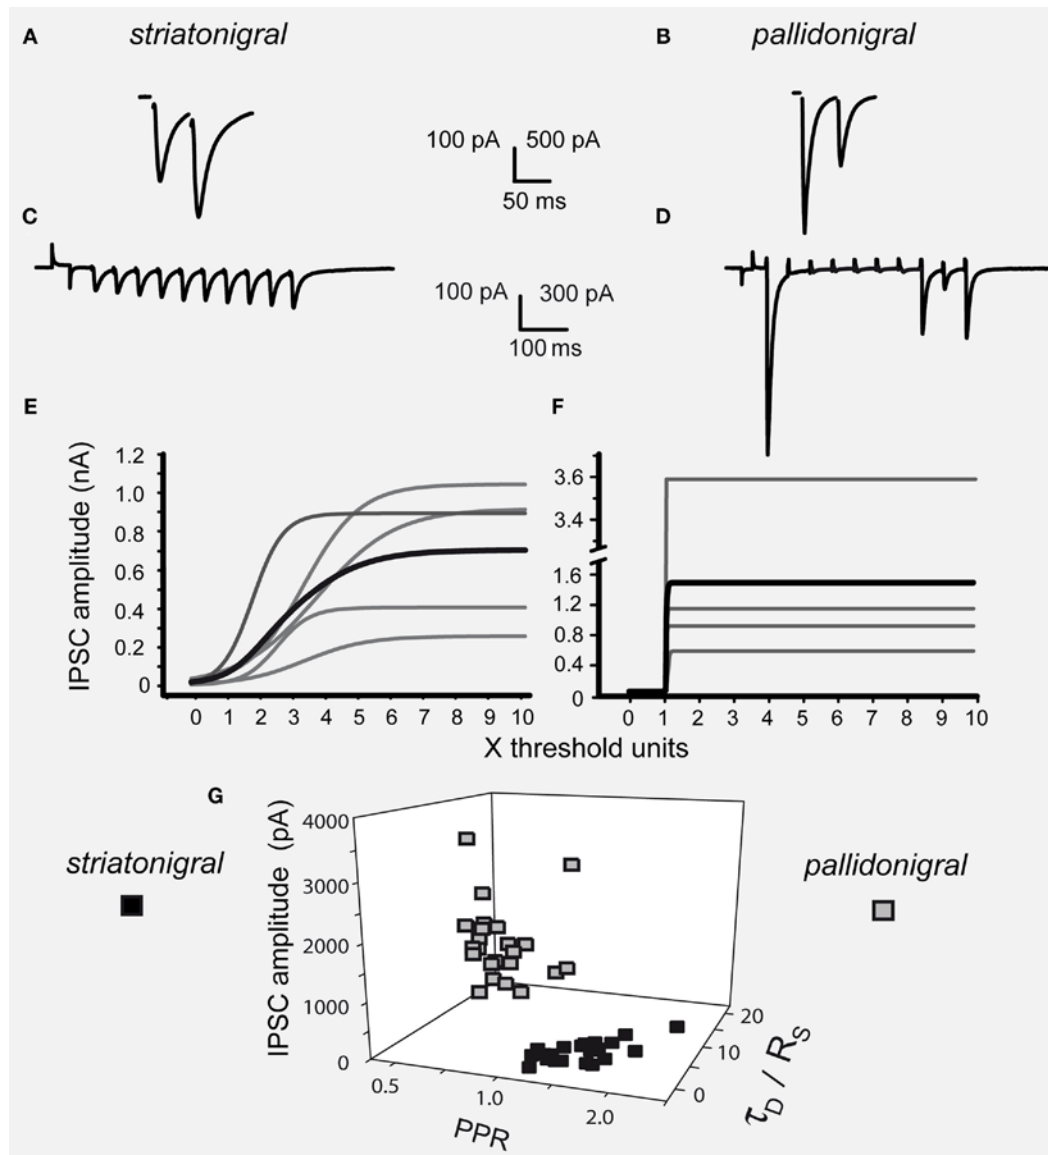 A striatonigral B pallidonigral
100 pA 500 pA
50 ms
C D
100 pA 300 pA
100 ms
E F
IPSC amplitude (nA)
1.2
1.0
0.8
0.6
0.4
0.2
0
0 1 2 3 4 5 6 7 8 9 10
3.6
3.4
1.6
1.2
0.8
0.4
0
0 1 2 3 4 5 6 7 8 9 10
X threshold units
G
striatonigral
pallidonigral
IPSC amplitude (pA)
4000
3000
2000
1000
0
0.5 1.0 2.0
PPR
20
10
0
τD / RS